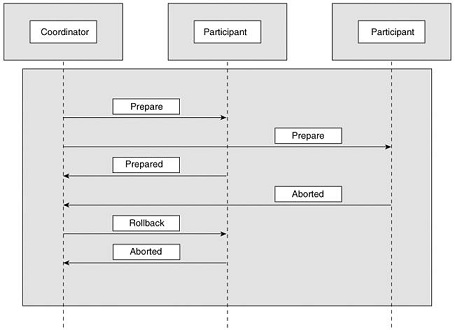 Coordinator
Participant
Participant
Prepare
Prepare
Prepared
Aborted
Rollback
Aborted